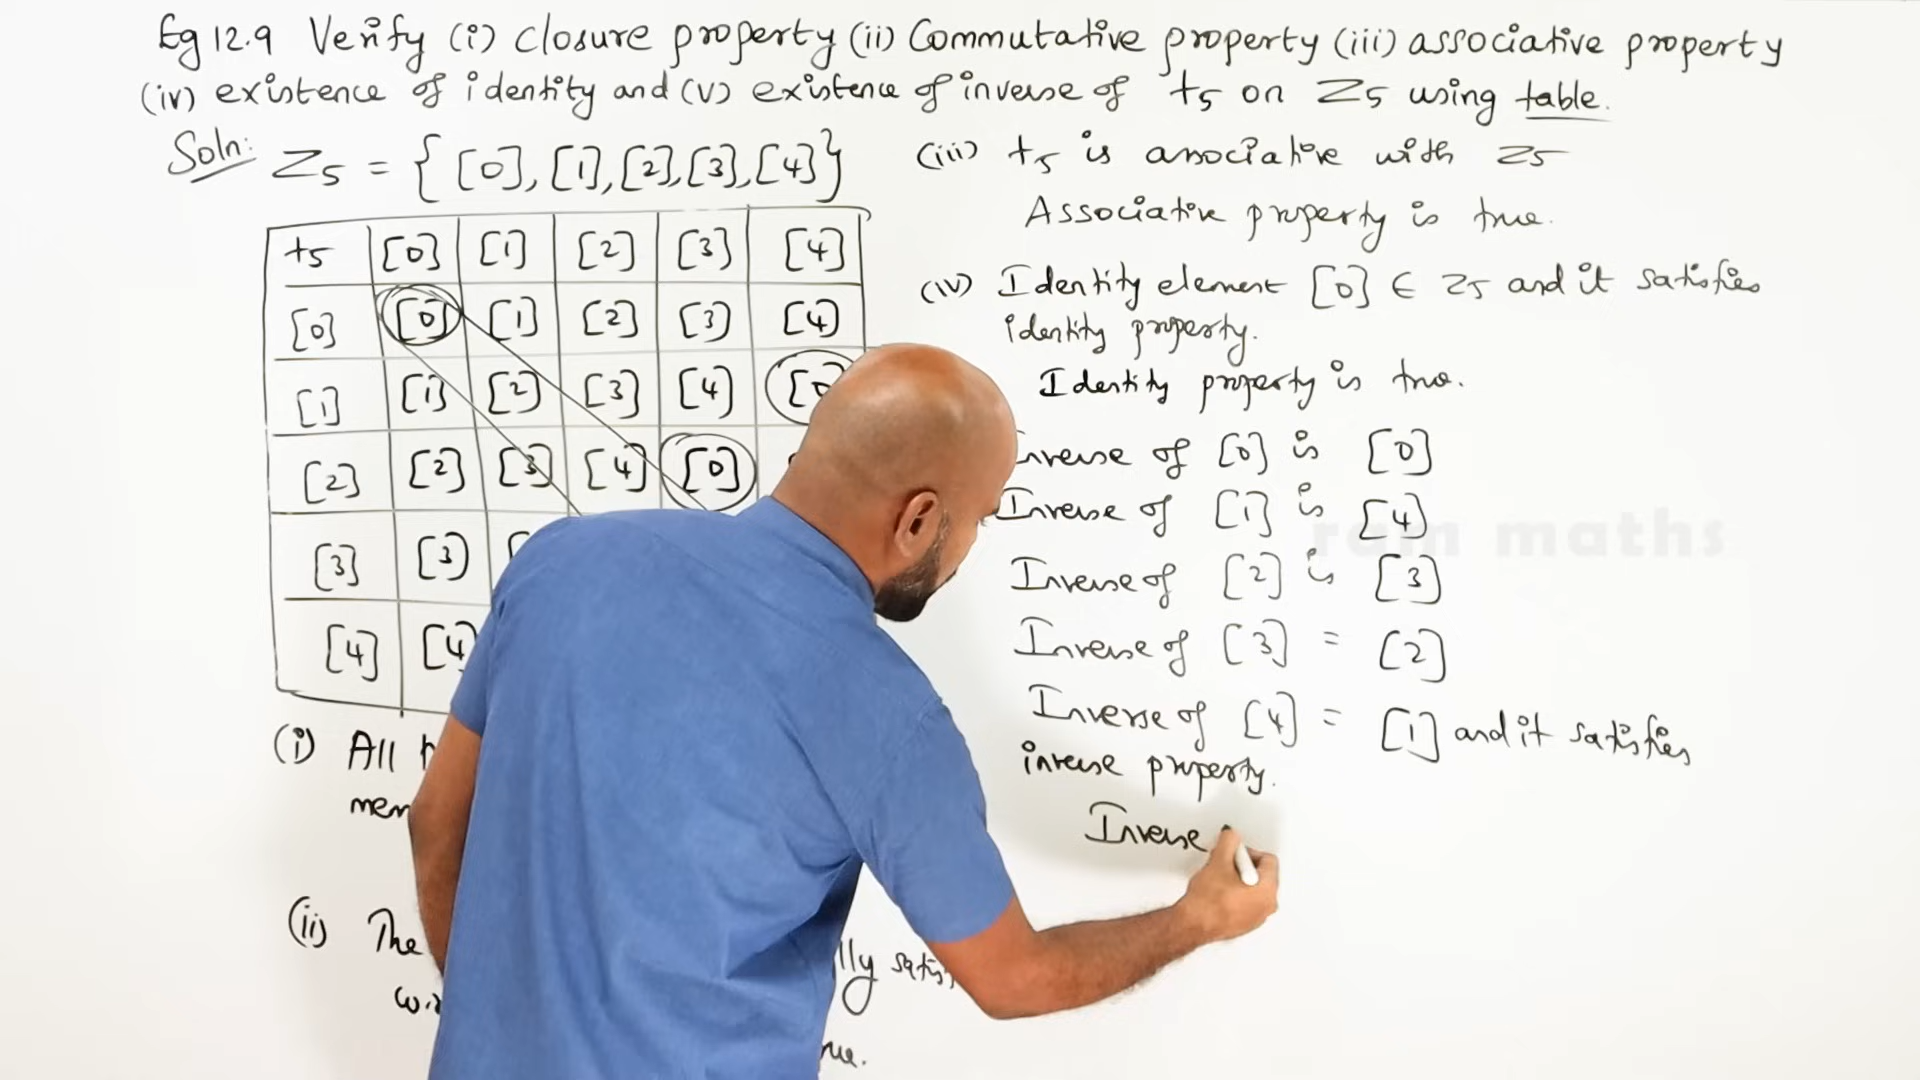 Eg 12.9 Verify (i) closure property (ii) Commutative property (iii) associative property
(iv) existence of identity and (v) existence of inverse of +5 on Z5 using table.
Soln: Z5 = { [0], [1], [2], [3], [4] }
+5 [0] [1] [2] [3] [4]
[0] [0] [1] [2] [3] [4]
[1] [1] [2] [3] [4] [0]
[2] [2] [3] [4] [0]
[3] [3]
[4] [4]
(i) All
(ii) The
(iii) +5 is associative with Z5
Associative property is true.
(iv) Identity element [0] ∈ Z5 and it satisfies
identity property.
Identity property is true.
Inverse of [0] is [0]
Inverse of [1] is [4]
Inverse of [2] is [3]
Inverse of [3] = [2]
Inverse of [4] = [1] and it satisfies
inverse property.
Inverse
ram maths